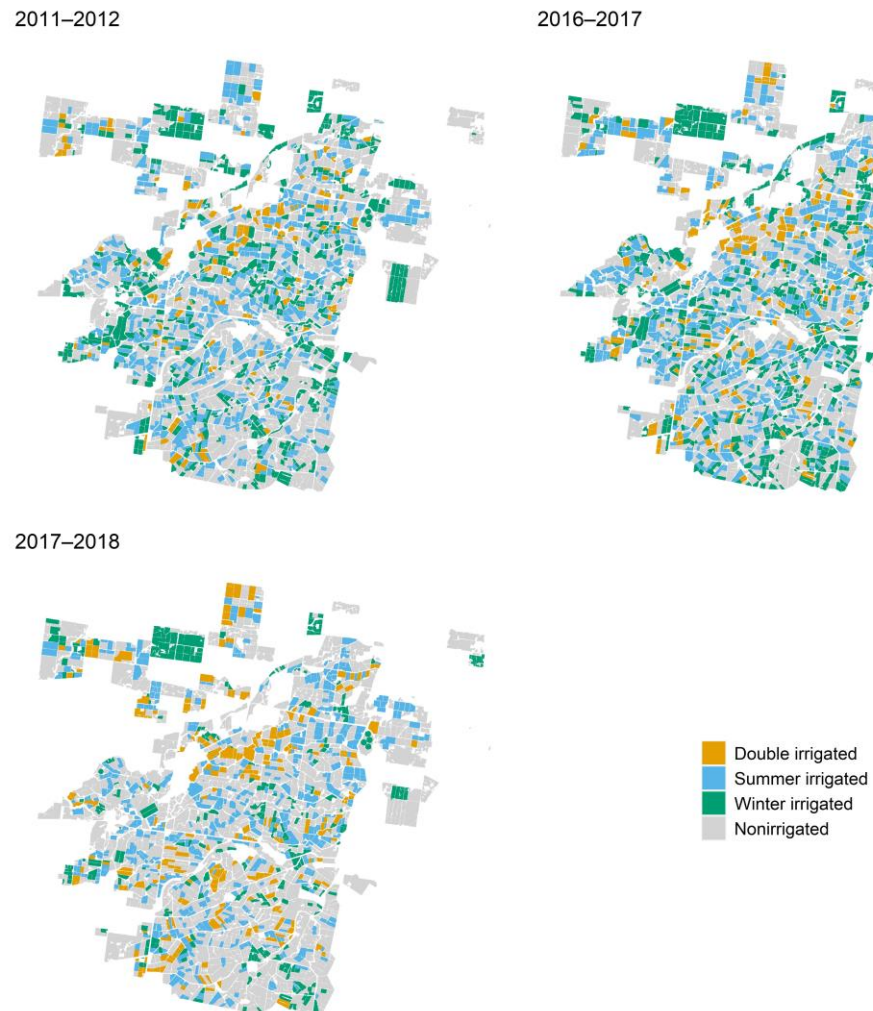 2011–2012
2016–2017
2017–2018
Double irrigated
Summer irrigated
Winter irrigated
Nonirrigated